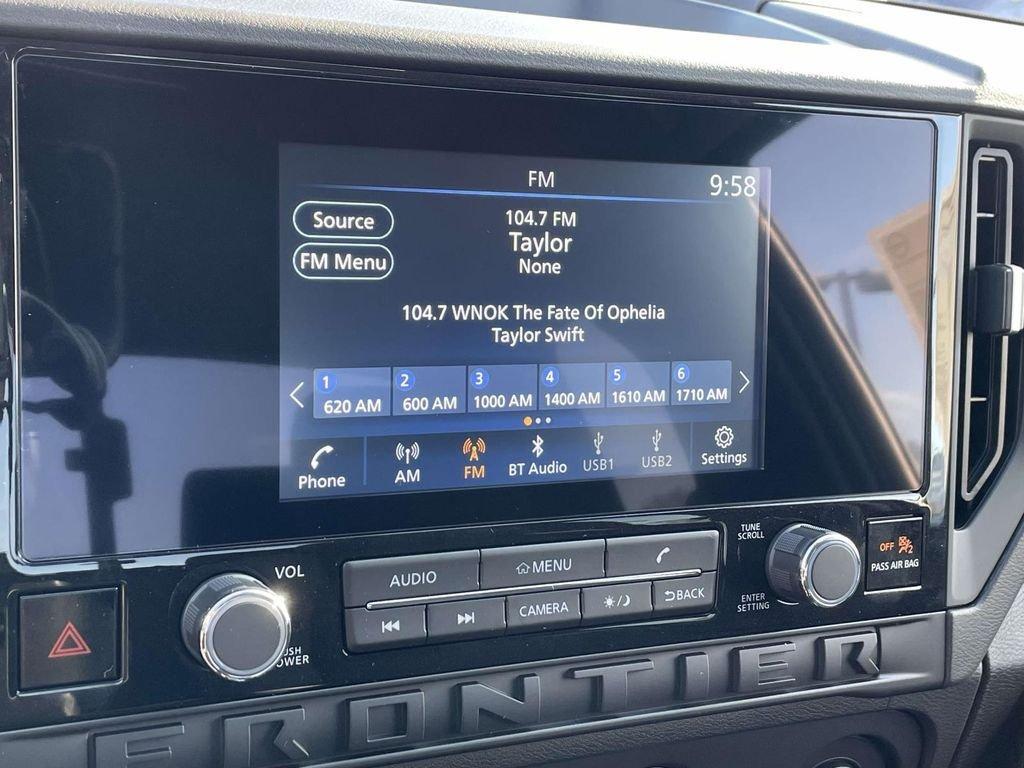 FM
9:58
Source
FM Menu
104.7 FM
Taylor
None
104.7 WNOK The Fate Of Ophelia
Taylor Swift
1
620 AM
2
600 AM
3
1000 AM
4
1400 AM
5
1610 AM
6
1710 AM
Phone
AM
FM
BT Audio
USB1
USB2
Settings
VOL
AUDIO
MENU
CAMERA
BACK
TUNE
SCROLL
ENTER
SETTING
OFF
2
PASS AIR BAG
FRONTIER